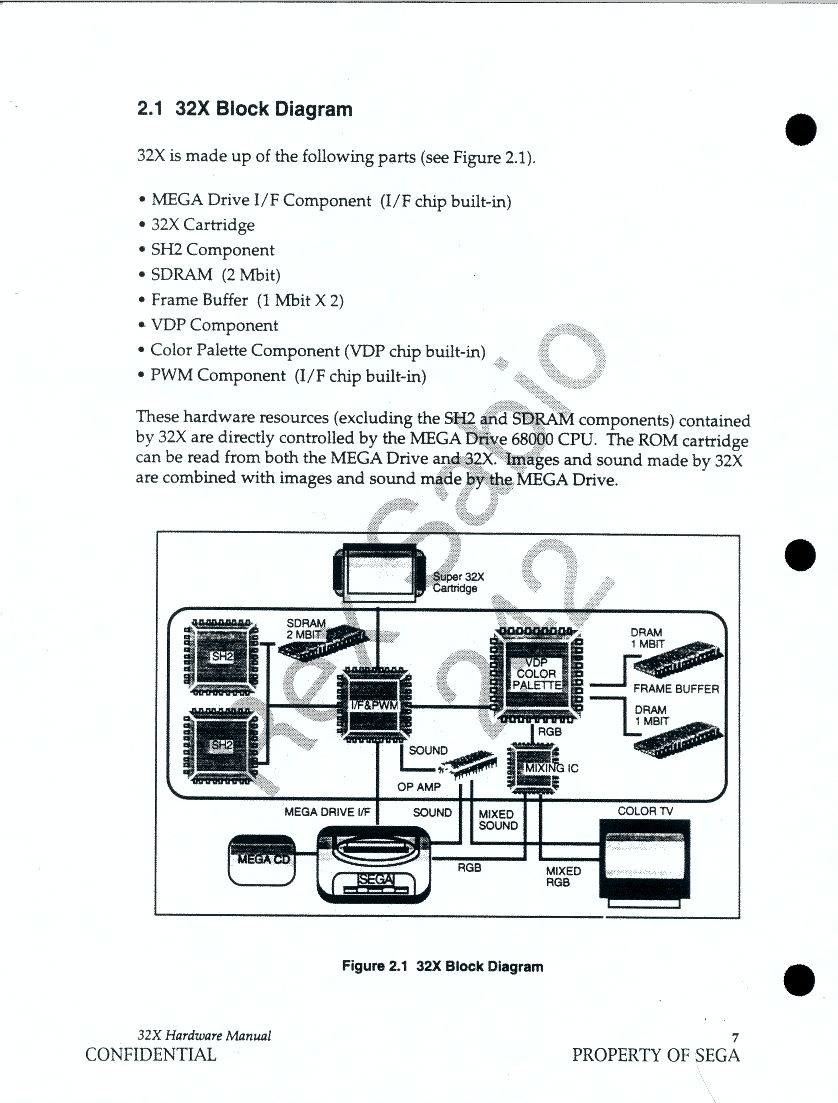 2.1 32X Block Diagram
32X is made up of the following parts (see Figure 2.1).
• MEGA Drive I/F Component (I/F chip built-in)
• 32X Cartridge
• SH2 Component
• SDRAM (2 Mbit)
• Frame Buffer (1 Mbit X 2)
• VDP Component
• Color Palette Component (VDP chip built-in)
• PWM Component (I/F chip built-in)
These hardware resources (excluding the SH2 and SDRAM components) contained
by 32X are directly controlled by the MEGA Drive 68000 CPU. The ROM cartridge
can be read from both the MEGA Drive and 32X. Images and sound made by 32X
are combined with images and sound made by the MEGA Drive.
Super 32X
Cartridge
SDRAM
2 MBIT
SH2
SH2
I/F&PWM
VDP
COLOR
PALETTE
DRAM
1 MBIT
FRAME BUFFER
DRAM
1 MBIT
RGB
SOUND
OP AMP
MIXING IC
MEGA DRIVE I/F
SOUND
MIXED
SOUND
COLOR TV
MEGA CD
SEGA
RGB
MIXED
RGB
Figure 2.1 32X Block Diagram
32X Hardware Manual
7
CONFIDENTIAL
PROPERTY OF SEGA